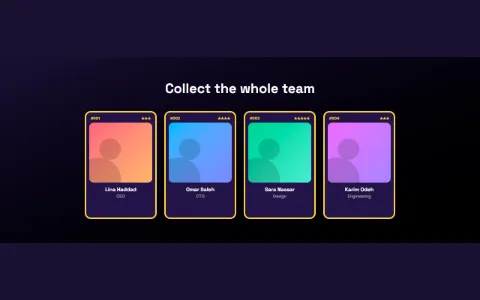 Collect the whole team
#001 ★★★
Lina Haddad
CEO
#002 ★★★★
Omar Saleh
CTO
#003 ★★★★★
Sara Nassar
Design
#004 ★★★
Karim Odeh
Engineering